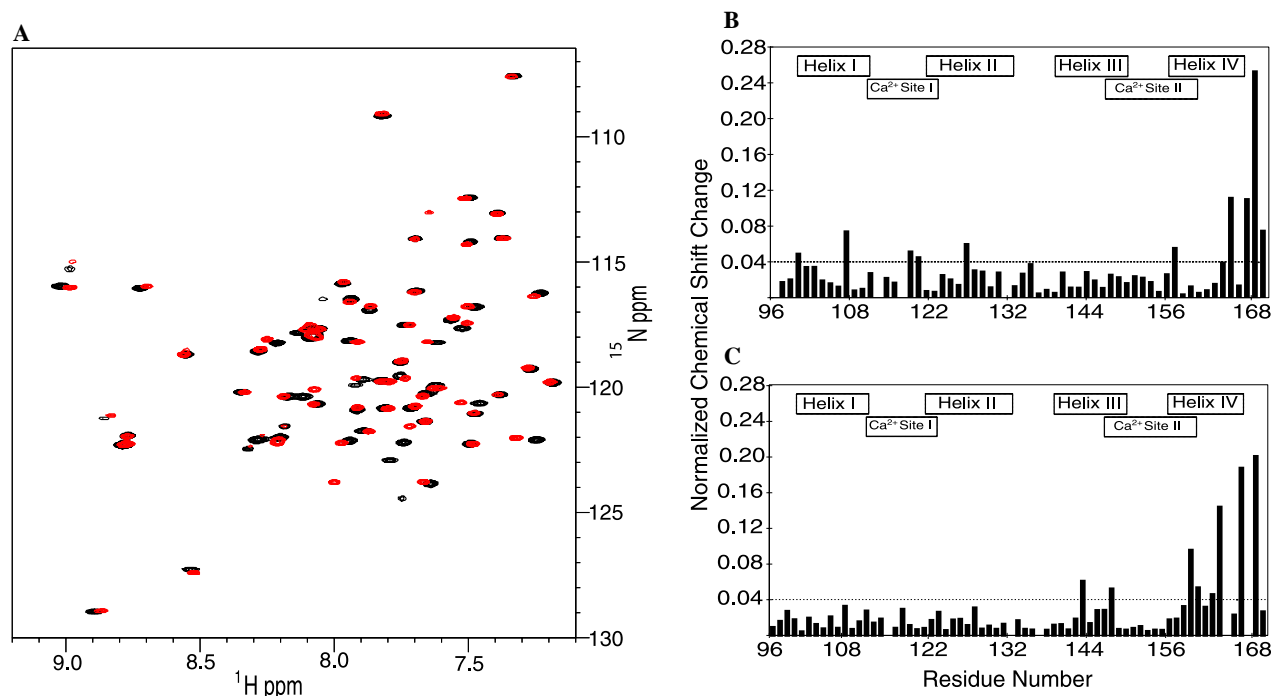 A
110
115
120
125
130
15 N ppm
9.0 8.5 8.0 7.5
1H ppm
B
0.28
0.24
0.20
0.16
0.12
0.08
0.04
Helix I Helix II Helix III Helix IV
Ca2+ Site I Ca2+ Site II
96 108 122 132 144 156 168
Normalized Chemical Shift Change
C
0.28
0.24
0.20
0.16
0.12
0.08
0.04
Helix I Helix II Helix III Helix IV
Ca2+ Site I Ca2+ Site II
96 108 122 132 144 156 168
Residue Number